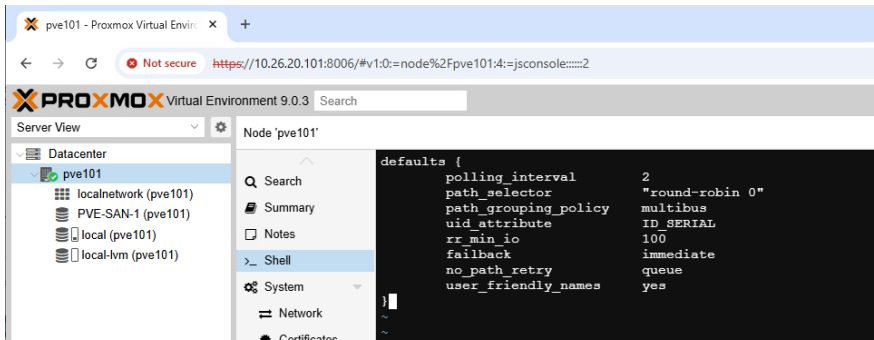 pve101 - Proxmox Virtual Enviro
Not secure https://10.26.20.101:8006/#v1:0:=node%2Fpve101:4:=jsconsole::::::2
PROXMOX Virtual Environment 9.0.3 Search
Server View
Node 'pve101'
Datacenter
pve101
localnetwork (pve101)
PVE-SAN-1 (pve101)
local (pve101)
local-lvm (pve101)
Search
Summary
Notes
>_ Shell
System
Network
Certificates
defaults {
polling_interval 2
path_selector "round-robin 0"
path_grouping_policy multibus
uid_attribute ID_SERIAL
rr_min_io 100
failback immediate
no_path_retry queue
user_friendly_names yes
}
~
~